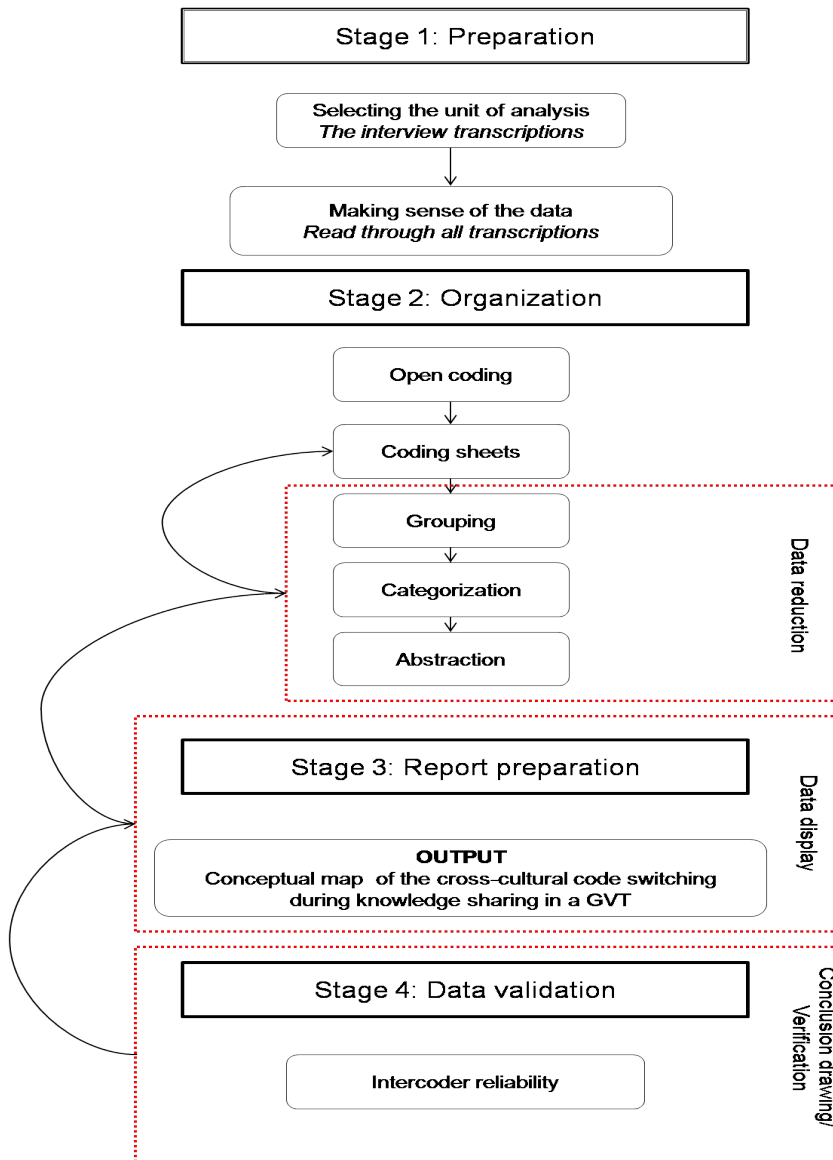 Stage 1: Preparation
Selecting the unit of analysis
The interview transcriptions
Making sense of the data
Read through all transcriptions
Stage 2: Organization
Open coding
Coding sheets
Grouping
Categorization
Abstraction
Data reduction
Stage 3: Report preparation
OUTPUT
Conceptual map of the cross-cultural code switching
during knowledge sharing in a GVT
Data display
Stage 4: Data validation
Intercoder reliability
Conclusion drawing/
Verification